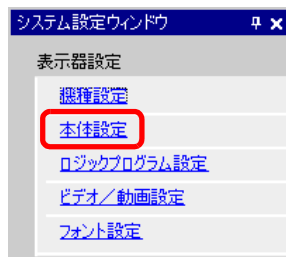 システム設定ウィンドウ
表示器設定
機種設定
本体設定
ロジックプログラム設定
ビデオ／動画設定
フォント設定